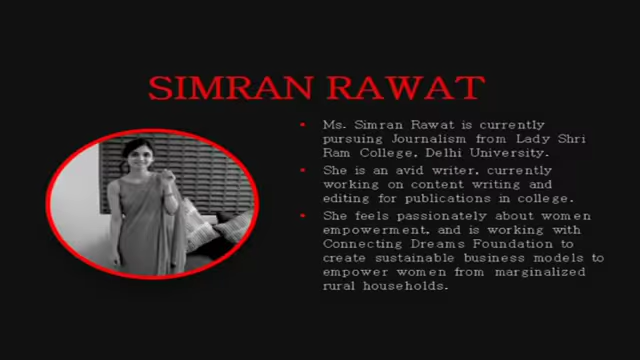 SIMRAN RAWAT
• Ms. Simran Rawat is currently
pursuing Journalism from Lady Shri
Ram College, Delhi University.
• She is an avid writer, currently
working on content writing and
editing for publications in college.
• She feels passionately about women
empowerment, and is working with
Connecting Dreams Foundation to
create sustainable business models to
empower women from marginalized
rural households.